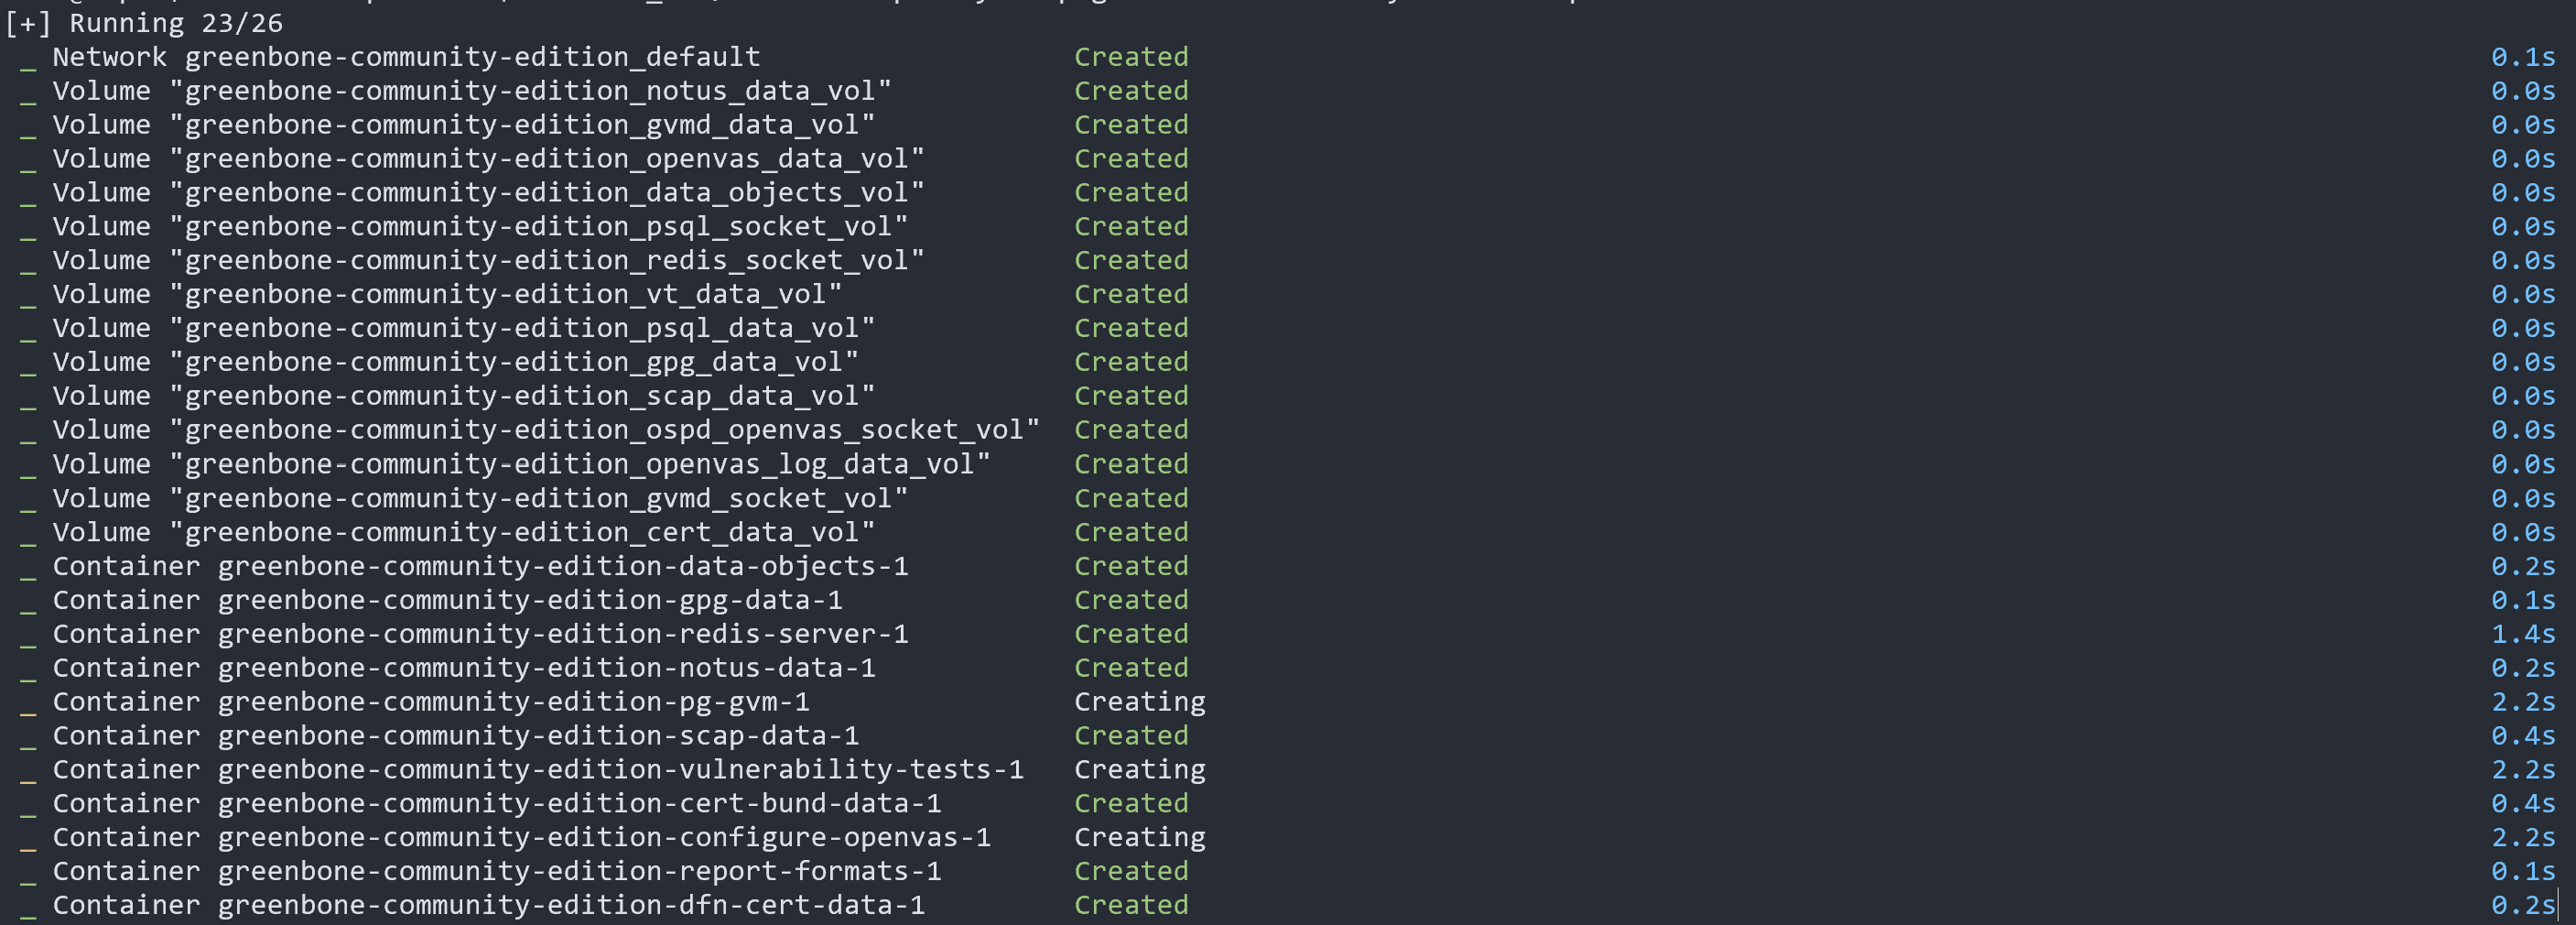 [+] Running 23/26
_ Network greenbone-community-edition_default Created 0.1s
_ Volume "greenbone-community-edition_notus_data_vol" Created 0.0s
_ Volume "greenbone-community-edition_gvmd_data_vol" Created 0.0s
_ Volume "greenbone-community-edition_openvas_data_vol" Created 0.0s
_ Volume "greenbone-community-edition_data_objects_vol" Created 0.0s
_ Volume "greenbone-community-edition_psql_socket_vol" Created 0.0s
_ Volume "greenbone-community-edition_redis_socket_vol" Created 0.0s
_ Volume "greenbone-community-edition_vt_data_vol" Created 0.0s
_ Volume "greenbone-community-edition_psql_data_vol" Created 0.0s
_ Volume "greenbone-community-edition_gpg_data_vol" Created 0.0s
_ Volume "greenbone-community-edition_scap_data_vol" Created 0.0s
_ Volume "greenbone-community-edition_ospd_openvas_socket_vol" Created 0.0s
_ Volume "greenbone-community-edition_openvas_log_data_vol" Created 0.0s
_ Volume "greenbone-community-edition_gvmd_socket_vol" Created 0.0s
_ Volume "greenbone-community-edition_cert_data_vol" Created 0.0s
_ Container greenbone-community-edition-data-objects-1 Created 0.2s
_ Container greenbone-community-edition-gpg-data-1 Created 0.1s
_ Container greenbone-community-edition-redis-server-1 Created 1.4s
_ Container greenbone-community-edition-notus-data-1 Created 0.2s
_ Container greenbone-community-edition-pg-gvm-1 Creating 2.2s
_ Container greenbone-community-edition-scap-data-1 Created 0.4s
_ Container greenbone-community-edition-vulnerability-tests-1 Creating 2.2s
_ Container greenbone-community-edition-cert-bund-data-1 Created 0.4s
_ Container greenbone-community-edition-configure-openvas-1 Creating 2.2s
_ Container greenbone-community-edition-report-formats-1 Created 0.1s
_ Container greenbone-community-edition-dfn-cert-data-1 Created 0.2s